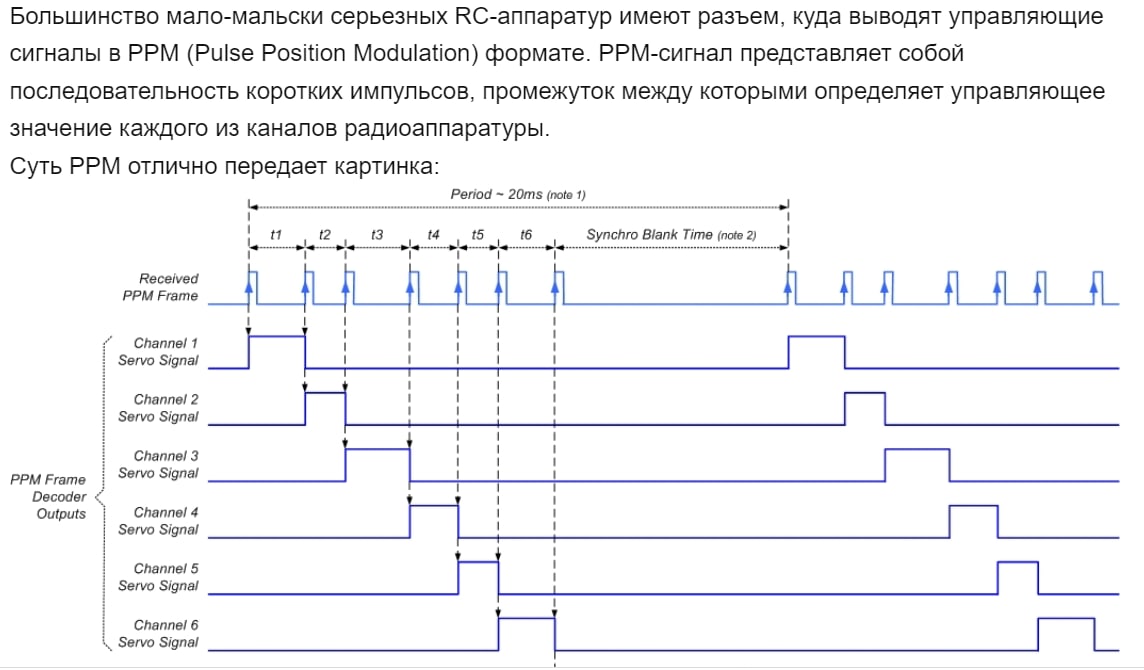 Большинство мало-мальски серьезных RC-аппаратур имеют разъем, куда выводят управляющие
сигналы в PPM (Pulse Position Modulation) формате. PPM-сигнал представляет собой
последовательность коротких импульсов, промежуток между которыми определяет управляющее
значение каждого из каналов радиоаппаратуры.
Суть PPM отлично передает картинка:
Period ~ 20ms (note 1)
t1 t2 t3 t4 t5 t6 Synchro Blank Time (note 2)
Received
PPM Frame
Channel 1
Servo Signal
Channel 2
Servo Signal
Channel 3
Servo Signal
PPM Frame
Decoder
Outputs
Channel 4
Servo Signal
Channel 5
Servo Signal
Channel 6
Servo Signal